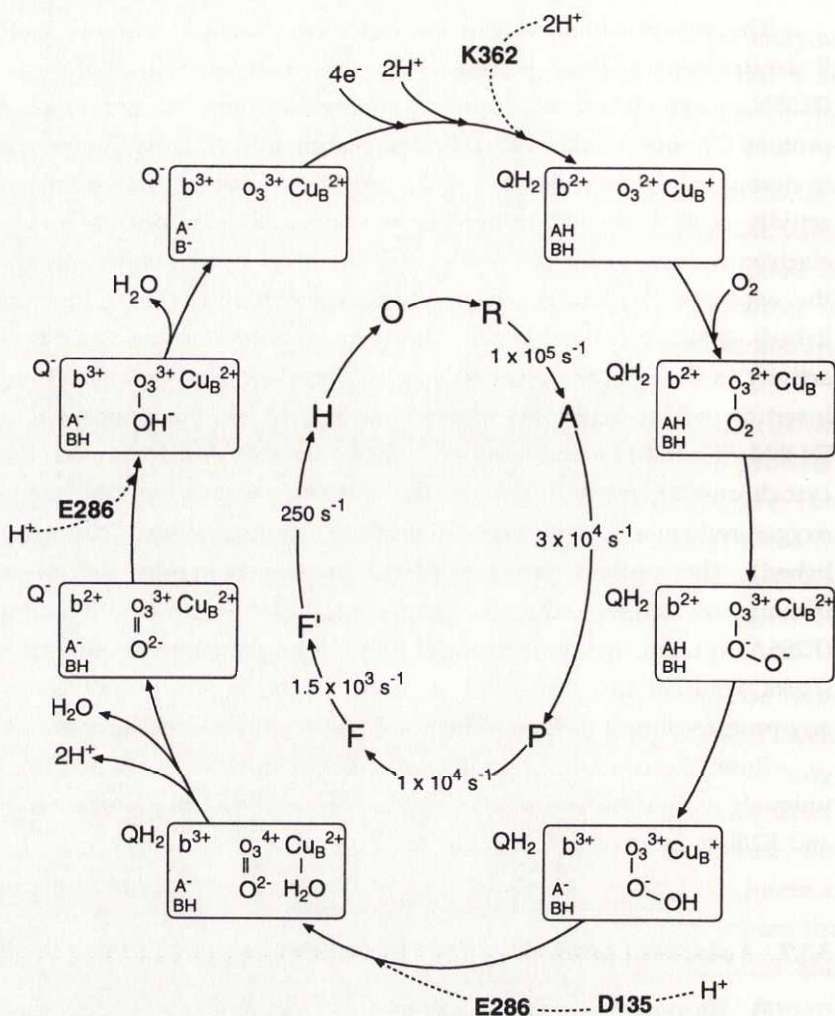 2H⁺
K362
4e⁻ 2H⁺
Q⁻ b³⁺ o₃³⁺Cu_B²⁺
A⁻
B⁻
QH₂ b²⁺ o₃²⁺Cu_B⁺
AH
BH
H₂O
O₂
O R
1 x 10⁵ s⁻¹
Q⁻ b³⁺ o₃³⁺Cu_B²⁺
OH⁻
A⁻
BH
QH₂ b²⁺ o₃²⁺Cu_B⁺
O₂
AH
BH
H A
E286
H⁺
250 s⁻¹
3 x 10⁴ s⁻¹
Q⁻ b²⁺ o₃³⁺Cu_B²⁺
O²⁻
A⁻
BH
QH₂ b²⁺ o₃³⁺Cu_B²⁺
O
O⁻
AH
BH
F'
1.5 x 10³ s⁻¹
H₂O
2H⁺
F P
1 x 10⁴ s⁻¹
QH₂ b³⁺ o₃⁴⁺ Cu_B²⁺
O²⁻ H₂O
A⁻
BH
QH₂ b³⁺ o₃³⁺Cu_B⁺
O
OH
A⁻
BH
E286 D135 H⁺